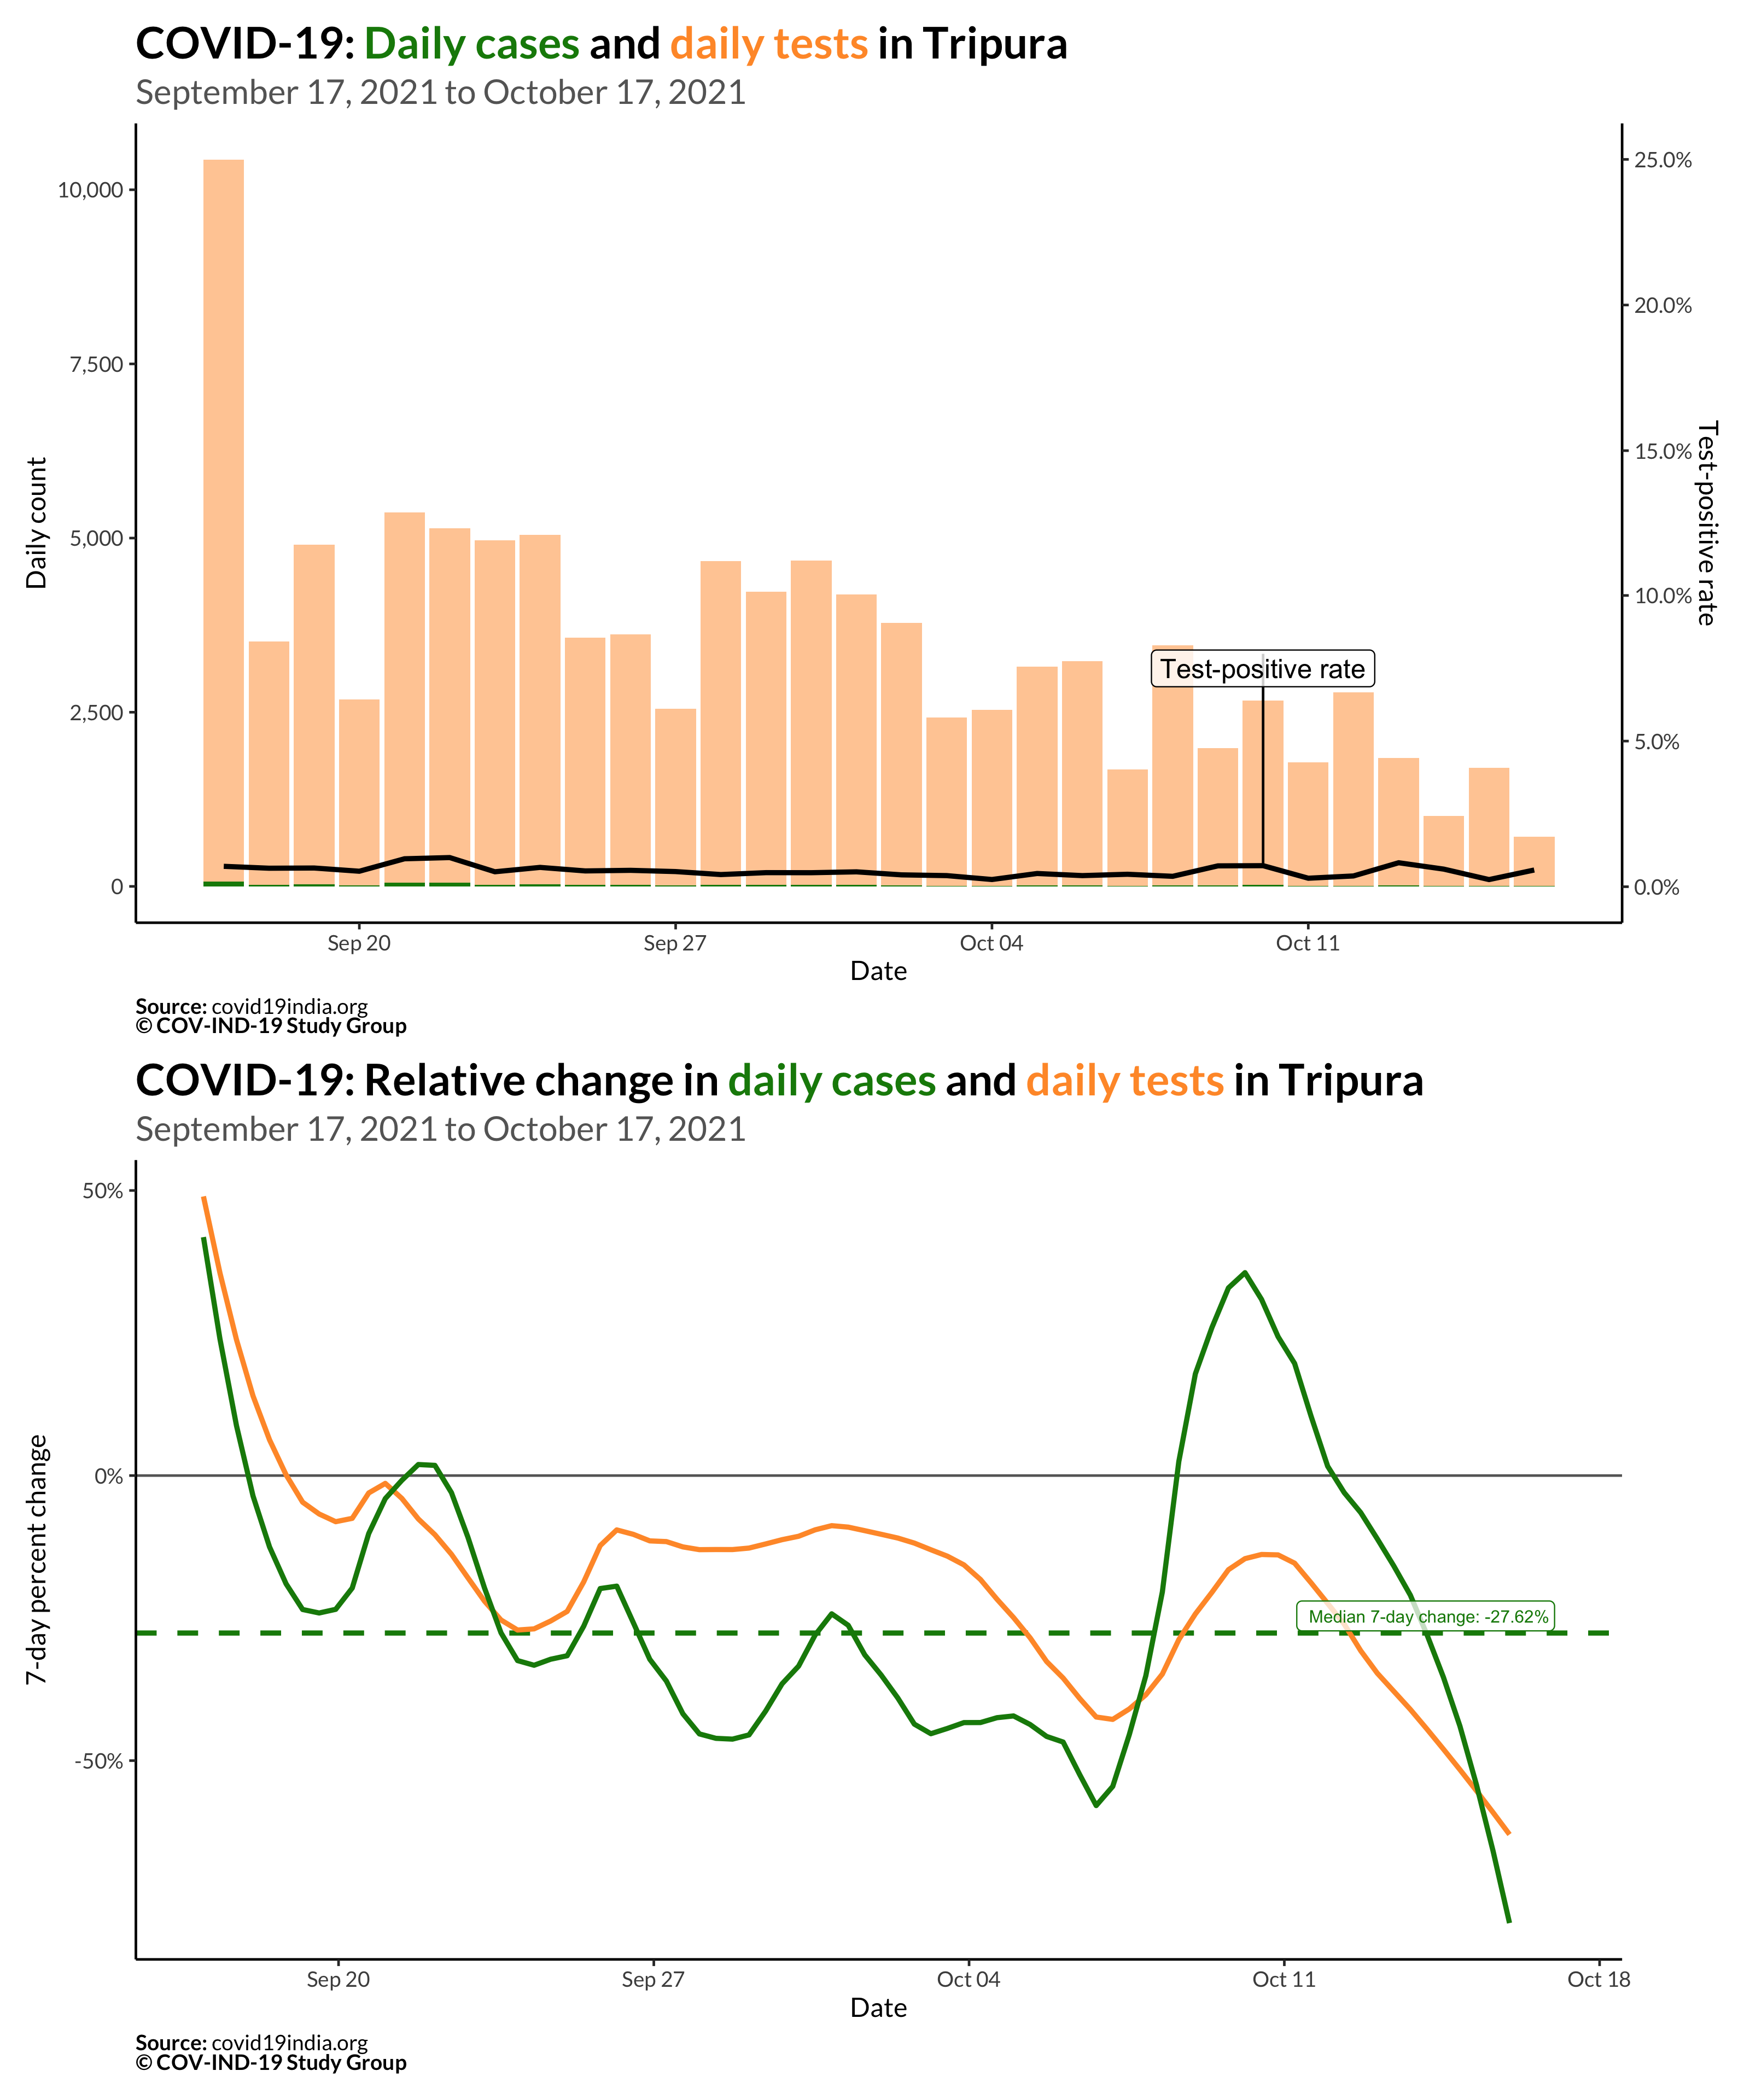 COVID-19: Daily cases and daily tests in Tripura
September 17, 2021 to October 17, 2021
Daily count
10,000
7,500
5,000
2,500
0
25.0%
20.0%
15.0%
10.0%
5.0%
0.0%
Test-positive rate
Test-positive rate
Sep 20
Sep 27
Oct 04
Oct 11
Date
Source: covid19india.org
© COV-IND-19 Study Group
COVID-19: Relative change in daily cases and daily tests in Tripura
September 17, 2021 to October 17, 2021
7-day percent change
50%
0%
-50%
Median 7-day change: -27.62%
Sep 20
Sep 27
Oct 04
Oct 11
Oct 18
Date
Source: covid19india.org
© COV-IND-19 Study Group